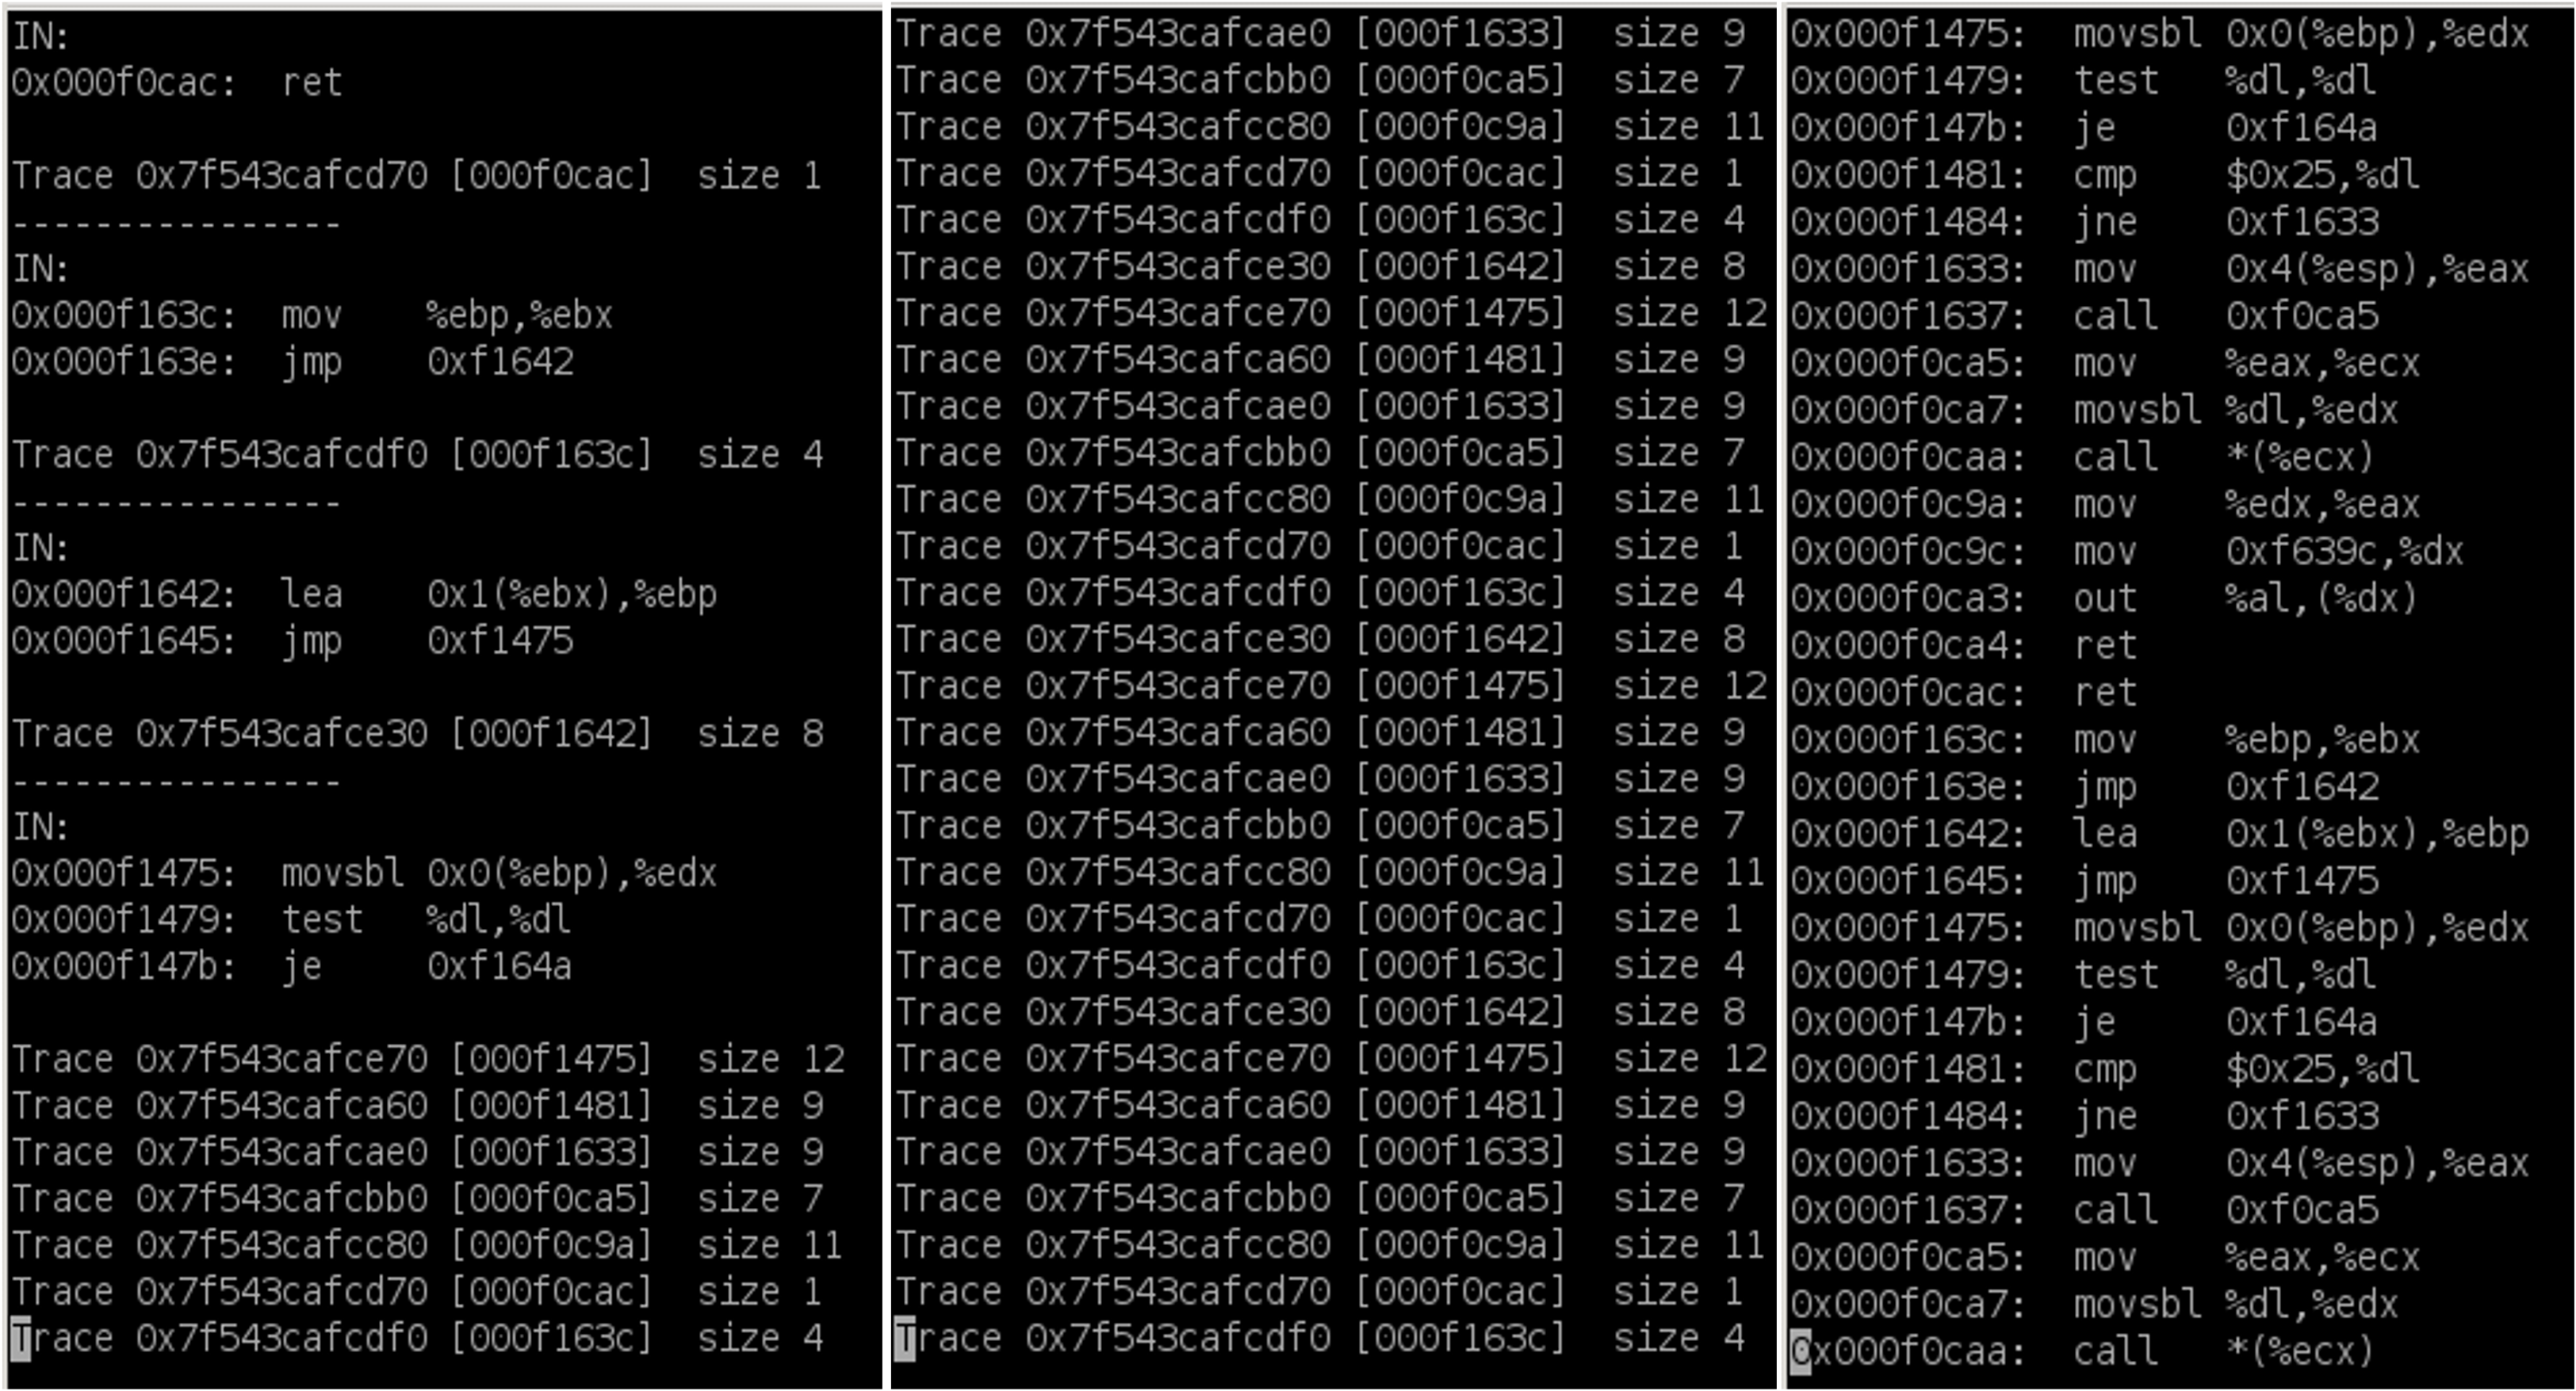 IN:
0x000f0cac:  ret
Trace 0x7f543cafcd70 [000f0cac]  size 1
----------------
IN:
0x000f163c:  mov    %ebp,%ebx
0x000f163e:  jmp    0xf1642
Trace 0x7f543cafcdf0 [000f163c]  size 4
----------------
IN:
0x000f1642:  lea    0x1(%ebx),%ebp
0x000f1645:  jmp    0xf1475
Trace 0x7f543cafce30 [000f1642]  size 8
----------------
IN:
0x000f1475:  movsbl 0x0(%ebp),%edx
0x000f1479:  test   %dl,%dl
0x000f147b:  je     0xf164a
Trace 0x7f543cafce70 [000f1475]  size 12
Trace 0x7f543cafca60 [000f1481]  size 9
Trace 0x7f543cafcae0 [000f1633]  size 9
Trace 0x7f543cafcbb0 [000f0ca5]  size 7
Trace 0x7f543cafcc80 [000f0c9a]  size 11
Trace 0x7f543cafcd70 [000f0cac]  size 1
Trace 0x7f543cafcdf0 [000f163c]  size 4
Trace 0x7f543cafcae0 [000f1633]  size 9
Trace 0x7f543cafcbb0 [000f0ca5]  size 7
Trace 0x7f543cafcc80 [000f0c9a]  size 11
Trace 0x7f543cafcd70 [000f0cac]  size 1
Trace 0x7f543cafcdf0 [000f163c]  size 4
Trace 0x7f543cafce30 [000f1642]  size 8
Trace 0x7f543cafce70 [000f1475]  size 12
Trace 0x7f543cafca60 [000f1481]  size 9
Trace 0x7f543cafcae0 [000f1633]  size 9
Trace 0x7f543cafcbb0 [000f0ca5]  size 7
Trace 0x7f543cafcc80 [000f0c9a]  size 11
Trace 0x7f543cafcd70 [000f0cac]  size 1
Trace 0x7f543cafcdf0 [000f163c]  size 4
Trace 0x7f543cafce30 [000f1642]  size 8
Trace 0x7f543cafce70 [000f1475]  size 12
Trace 0x7f543cafca60 [000f1481]  size 9
Trace 0x7f543cafcae0 [000f1633]  size 9
Trace 0x7f543cafcbb0 [000f0ca5]  size 7
Trace 0x7f543cafcc80 [000f0c9a]  size 11
Trace 0x7f543cafcd70 [000f0cac]  size 1
Trace 0x7f543cafcdf0 [000f163c]  size 4
Trace 0x7f543cafce30 [000f1642]  size 8
Trace 0x7f543cafce70 [000f1475]  size 12
Trace 0x7f543cafca60 [000f1481]  size 9
Trace 0x7f543cafcae0 [000f1633]  size 9
Trace 0x7f543cafcbb0 [000f0ca5]  size 7
Trace 0x7f543cafcc80 [000f0c9a]  size 11
Trace 0x7f543cafcd70 [000f0cac]  size 1
Trace 0x7f543cafcdf0 [000f163c]  size 4
0x000f1475:  movsbl 0x0(%ebp),%edx
0x000f1479:  test   %dl,%dl
0x000f147b:  je     0xf164a
0x000f1481:  cmp    $0x25,%dl
0x000f1484:  jne    0xf1633
0x000f1633:  mov    0x4(%esp),%eax
0x000f1637:  call   0xf0ca5
0x000f0ca5:  mov    %eax,%ecx
0x000f0ca7:  movsbl %dl,%edx
0x000f0caa:  call   *(%ecx)
0x000f0c9a:  mov    %edx,%eax
0x000f0c9c:  mov    0xf639c,%dx
0x000f0ca3:  out    %al,(%dx)
0x000f0ca4:  ret
0x000f0cac:  ret
0x000f163c:  mov    %ebp,%ebx
0x000f163e:  jmp    0xf1642
0x000f1642:  lea    0x1(%ebx),%ebp
0x000f1645:  jmp    0xf1475
0x000f1475:  movsbl 0x0(%ebp),%edx
0x000f1479:  test   %dl,%dl
0x000f147b:  je     0xf164a
0x000f1481:  cmp    $0x25,%dl
0x000f1484:  jne    0xf1633
0x000f1633:  mov    0x4(%esp),%eax
0x000f1637:  call   0xf0ca5
0x000f0ca5:  mov    %eax,%ecx
0x000f0ca7:  movsbl %dl,%edx
0x000f0caa:  call   *(%ecx)